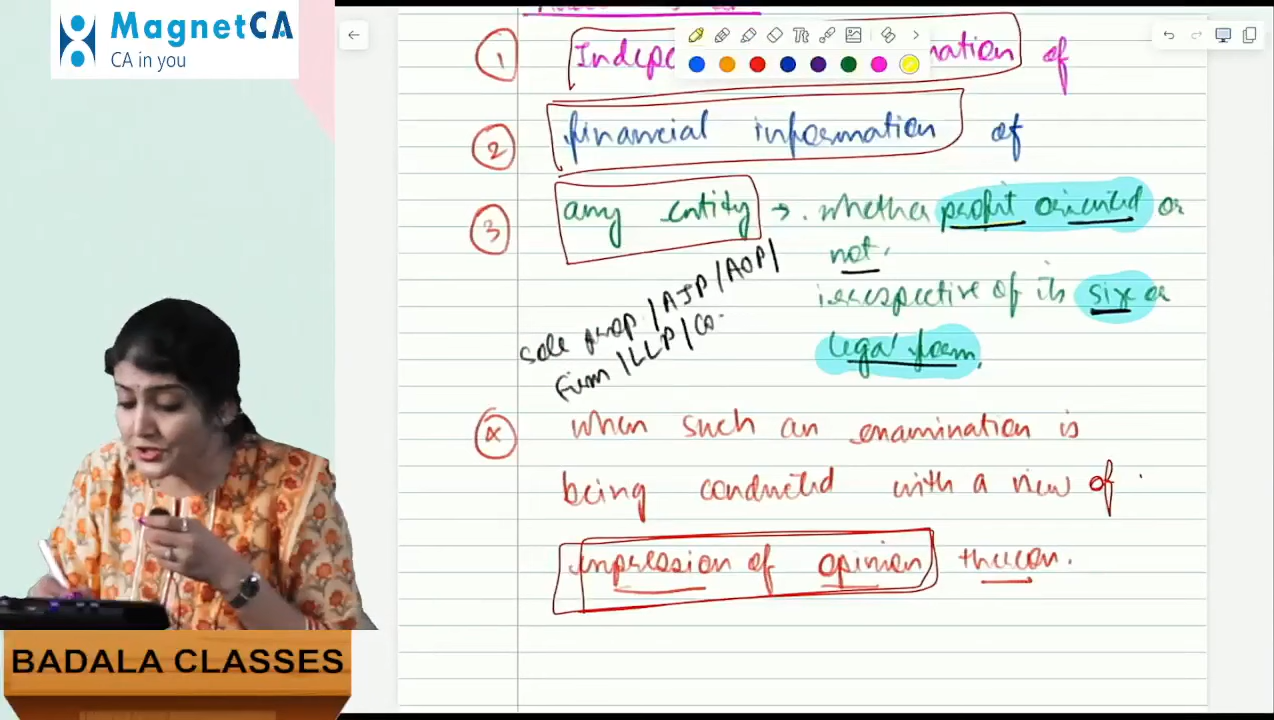 MagnetCA
CA in you
① Indepe nation of
② financial information of
③ any entity → . whether profit oriented or
not.
irrespective of its size or
legal form.
sole prop / AJP / AOP /
Firm / LLP / Co.
④ when such an examination is
being conducted with a view of
expression of opinion thereon.
BADALA CLASSES